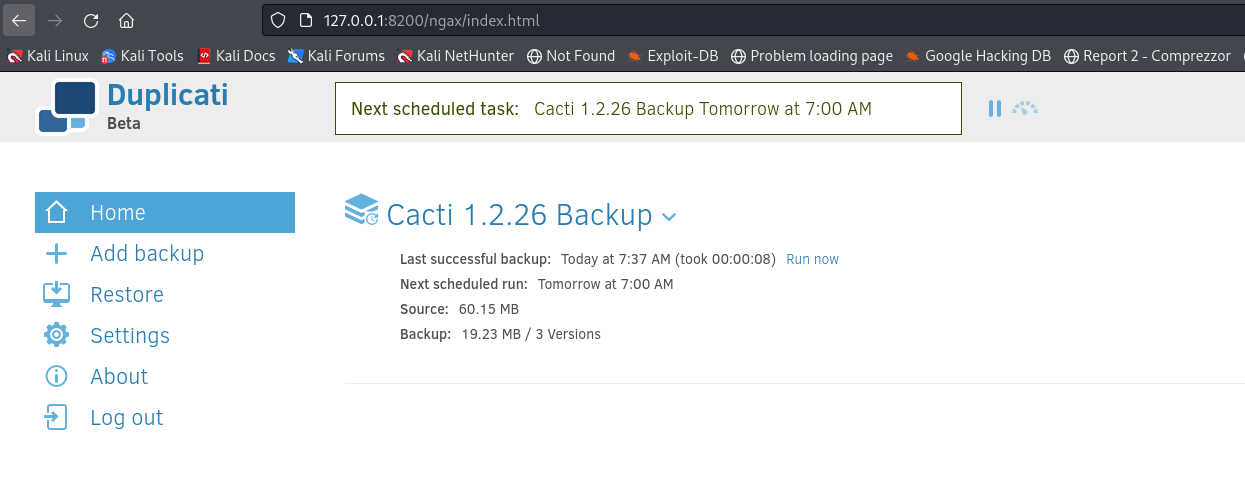 127.0.0.1:8200/ngax/index.html
Kali Linux Kali Tools Kali Docs Kali Forums Kali NetHunter Not Found Exploit-DB Problem loading page Google Hacking DB Report 2 - Comprezzor
Duplicati
Beta
Next scheduled task: Cacti 1.2.26 Backup Tomorrow at 7:00 AM
Home
Add backup
Restore
Settings
About
Log out
Cacti 1.2.26 Backup
Last successful backup: Today at 7:37 AM (took 00:00:08) Run now
Next scheduled run: Tomorrow at 7:00 AM
Source: 60.15 MB
Backup: 19.23 MB / 3 Versions